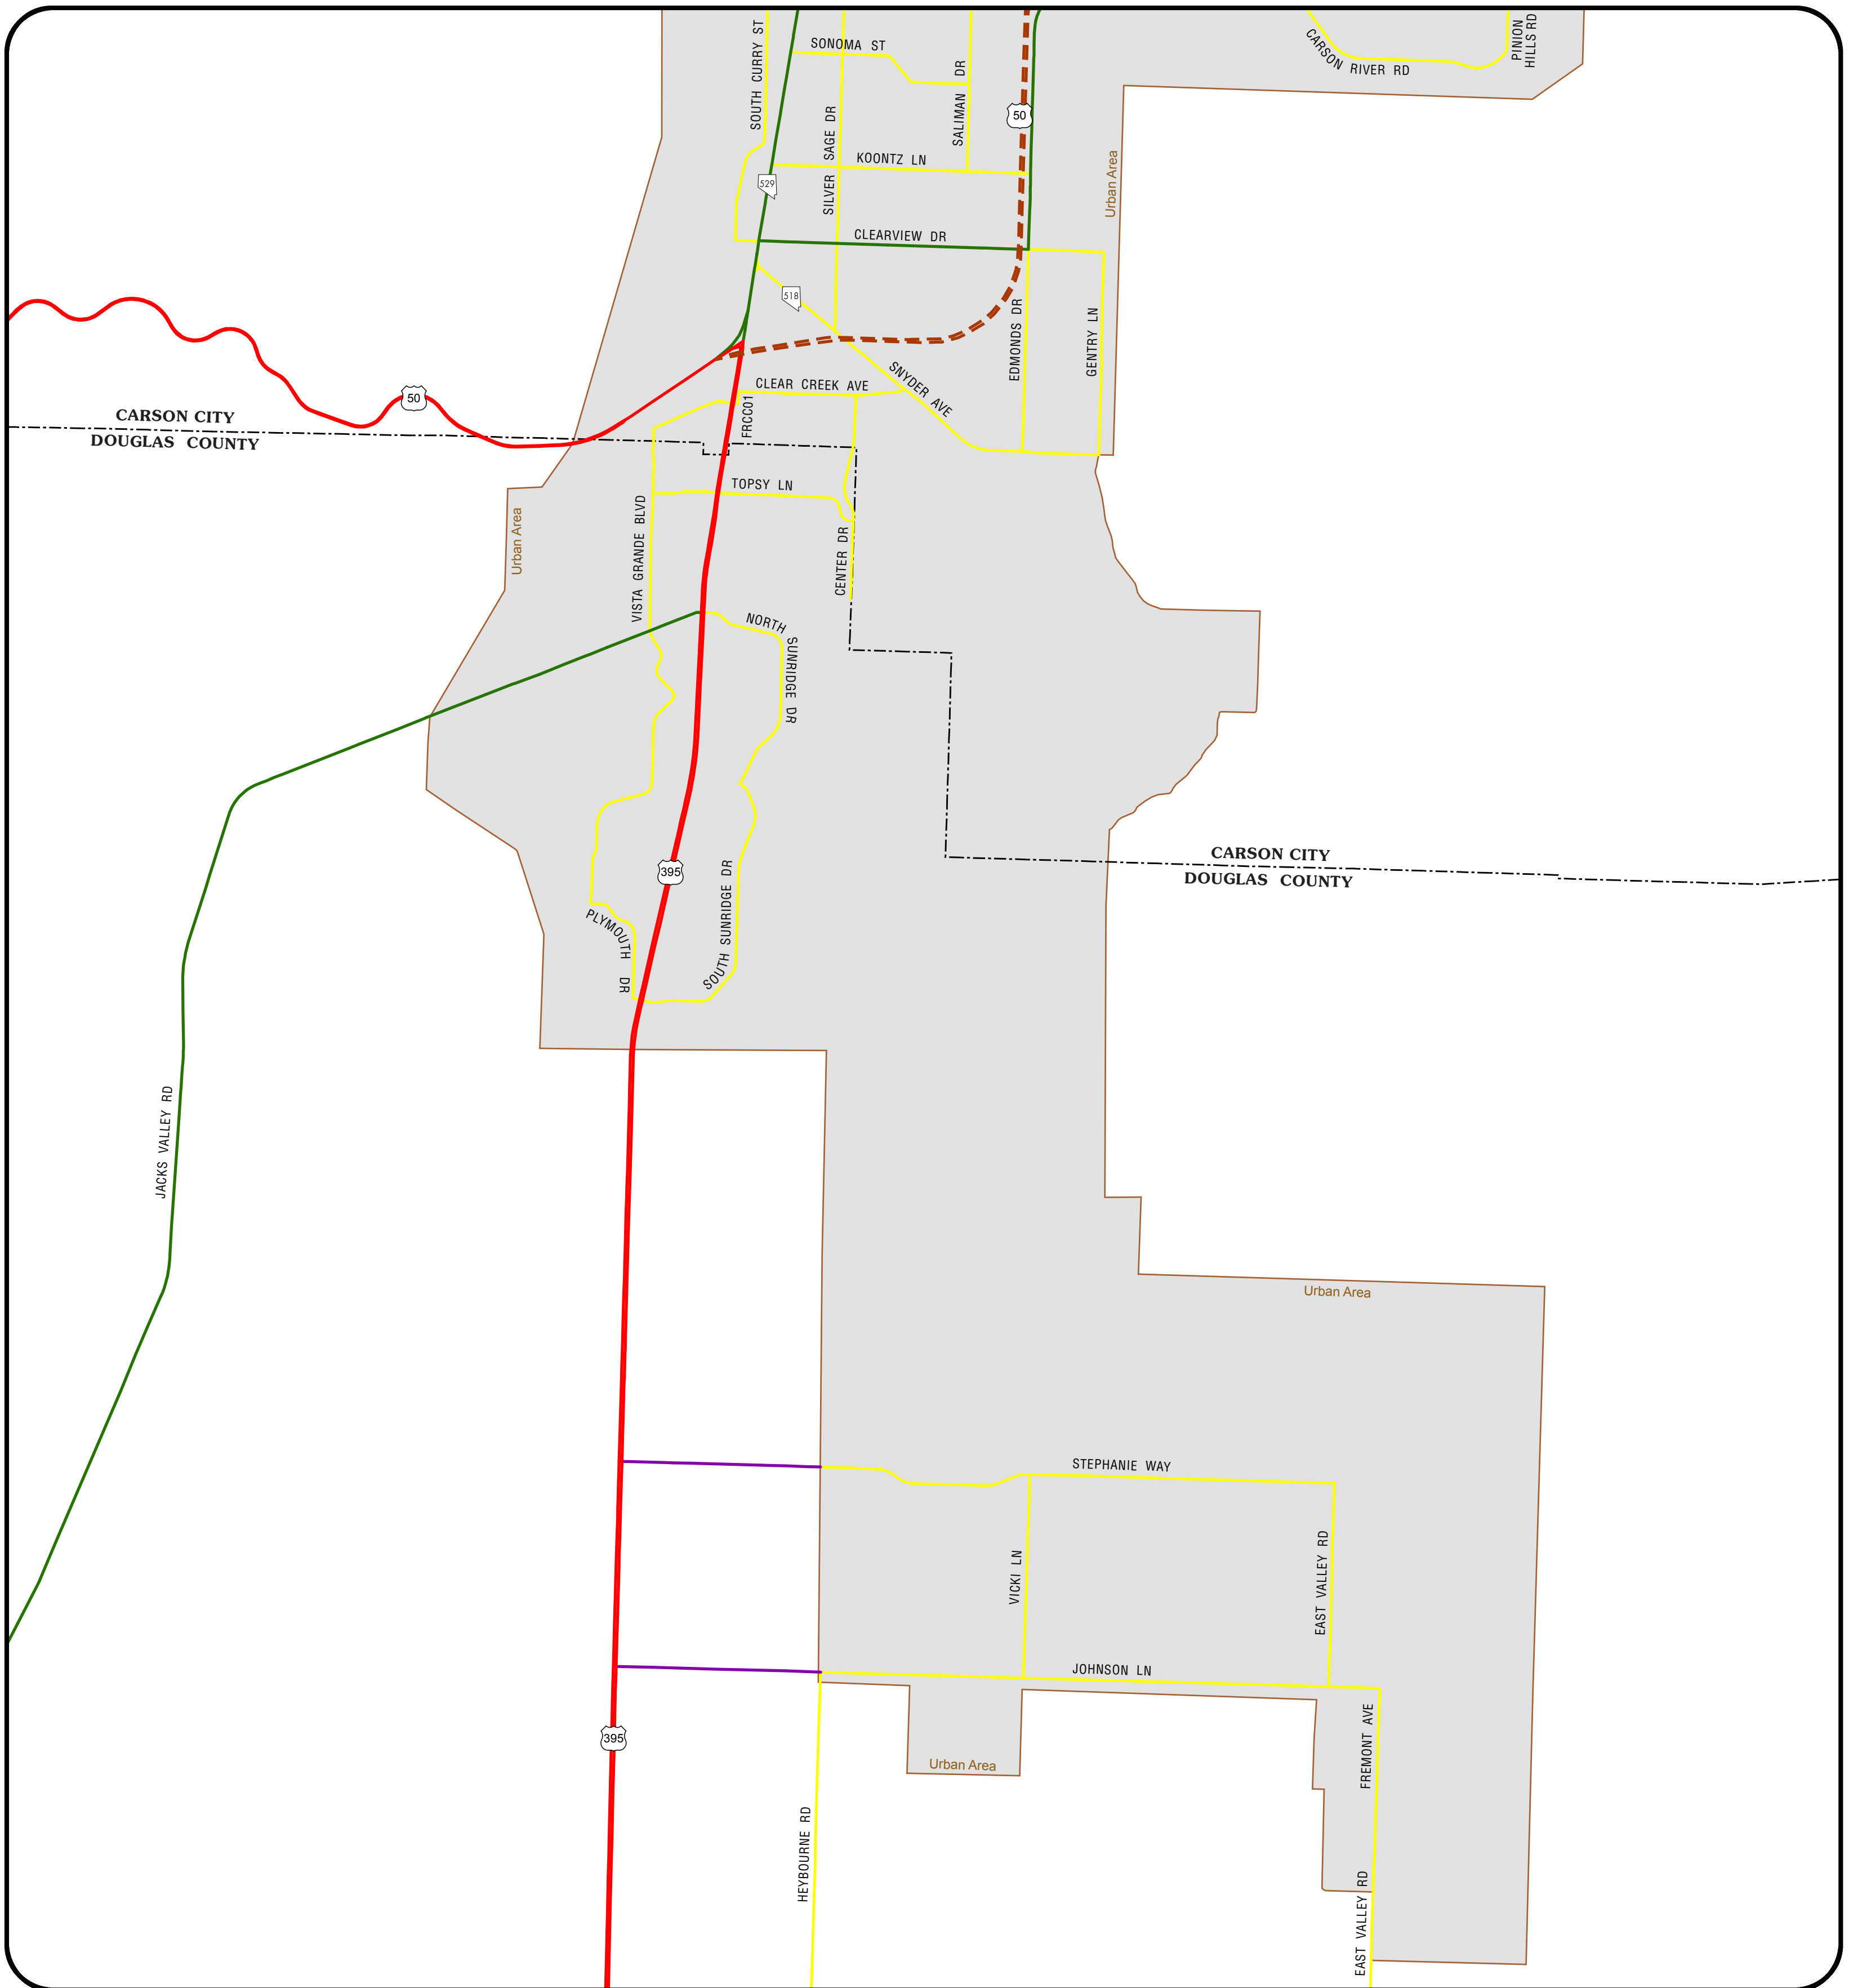 SOUTH CURRY ST
SONOMA ST
SALIMAN DR
CARSON RIVER RD
PINION
HILLS RD
50
SILVER SAGE DR
KOONTZ LN
529
Urban Area
CLEARVIEW DR
518
EDMONDS DR
GENTRY LN
50
CARSON CITY
DOUGLAS COUNTY
CLEAR CREEK AVE
SNYDER AVE
FRCC01
TOPSY LN
Urban Area
VISTA GRANDE BLVD
CENTER DR
NORTH SUNRIDGE DR
395
CARSON CITY
DOUGLAS COUNTY
PLYMOUTH DR
SOUTH SUNRIDGE DR
JACKS VALLEY RD
Urban Area
STEPHANIE WAY
VICKI LN
EAST VALLEY RD
JOHNSON LN
395
Urban Area
FREMONT AVE
HEYBOURNE RD
EAST VALLEY RD